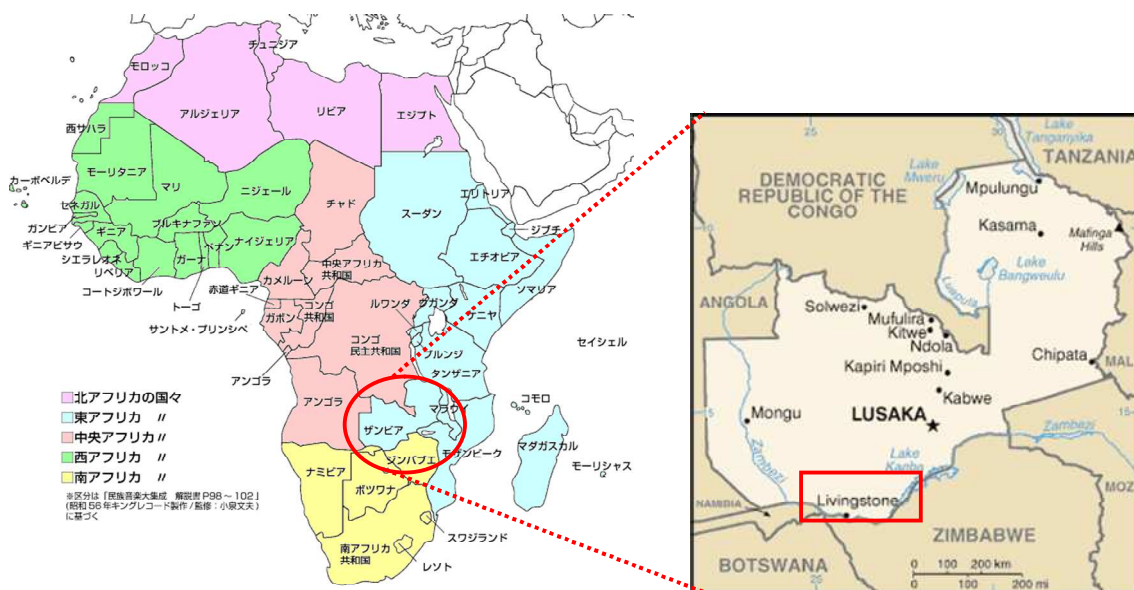 チュニジア
モロッコ
アルジェリア
リビア
エジプト
西サハラ
モーリタニア
マリ
ニジェール
カーボベルデ
セネガル
ガンビア
ギニアビサウ
ギニア
シエラレオネ
リベリア
コートジボワール
ブルキナファソ
ガーナ
トーゴ
ベナン
ナイジェリア
チャド
スーダン
エリトリア
ジブチ
エチオピア
ソマリア
中央アフリカ
共和国
カメルーン
赤道ギニア
サントメ・プリンシペ
ガボン
コンゴ
共和国
コンゴ
民主共和国
ルワンダ
ウガンダ
ケニヤ
ブルンジ
タンザニア
セイシェル
アンゴラ
アンゴラ
ザンビア
マラウイ
コモロ
マダガスカル
モーリシャス
モザンビーク
ジンバブエ
ナミビア
ボツワナ
スワジランド
レソト
南アフリカ
共和国
北アフリカの国々
東アフリカ 〃
中央アフリカ〃
西アフリカ 〃
南アフリカ 〃
※区分は「民族音楽大集成 解説書P98~102」
(昭和56年キングレコード製作/監修:小泉文夫)
に基づく
25
30
Lake
Tanganyika
TANZANIA
Lake
Mweru
Mpulungu
DEMOCRATIC
REPUBLIC OF THE
CONGO
Kasama
Mafinga
Hills
Lake
Bangweulu
Luapula
ANGOLA
Solwezi
Mufulira
Kitwe
Ndola
Kapiri Mposhi
Chipata
MAL
Kabwe
15
Mongu
LUSAKA
15
Zambezi
Zambezi
Lake
Kariba
MOZ
NAMIBIA
Livingstone
ZIMBABWE
BOTSWANA
25
0 100 200 km
0 100 200 mi